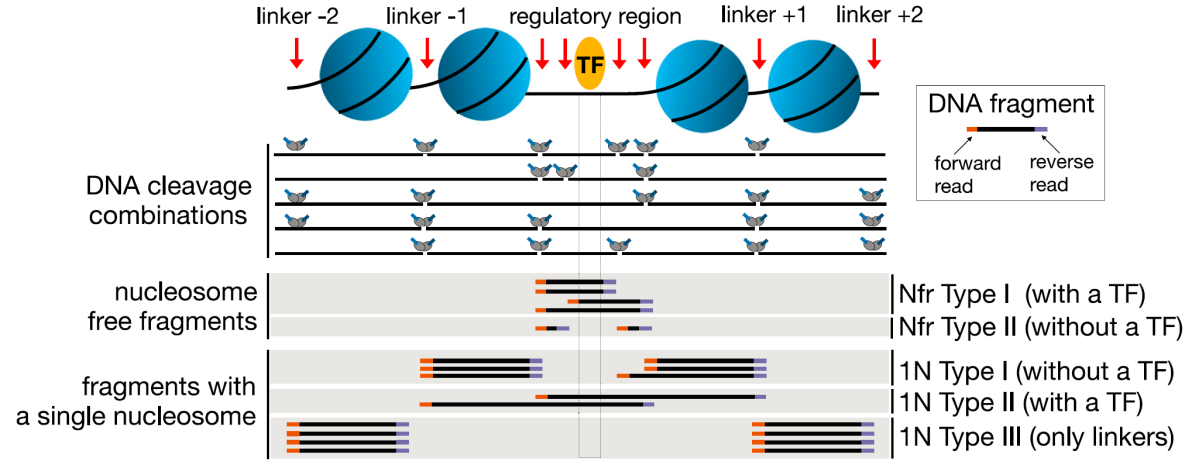 linker -2
linker -1
regulatory region
linker +1
linker +2
TF
DNA fragment
forward
read
reverse
read
DNA cleavage
combinations
nucleosome
free fragments
Nfr Type I (with a TF)
Nfr Type II (without a TF)
fragments with
a single nucleosome
1N Type I (without a TF)
1N Type II (with a TF)
1N Type III (only linkers)